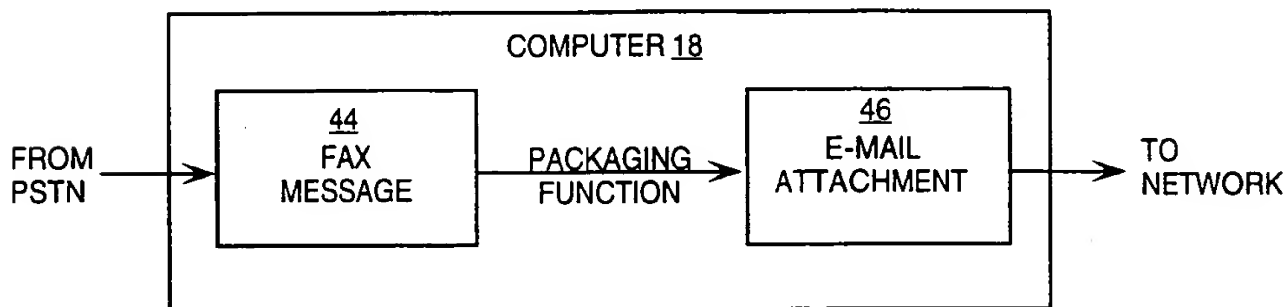 COMPUTER 18
FROM
PSTN
44
FAX
MESSAGE
PACKAGING
FUNCTION
46
E-MAIL
ATTACHMENT
TO
NETWORK